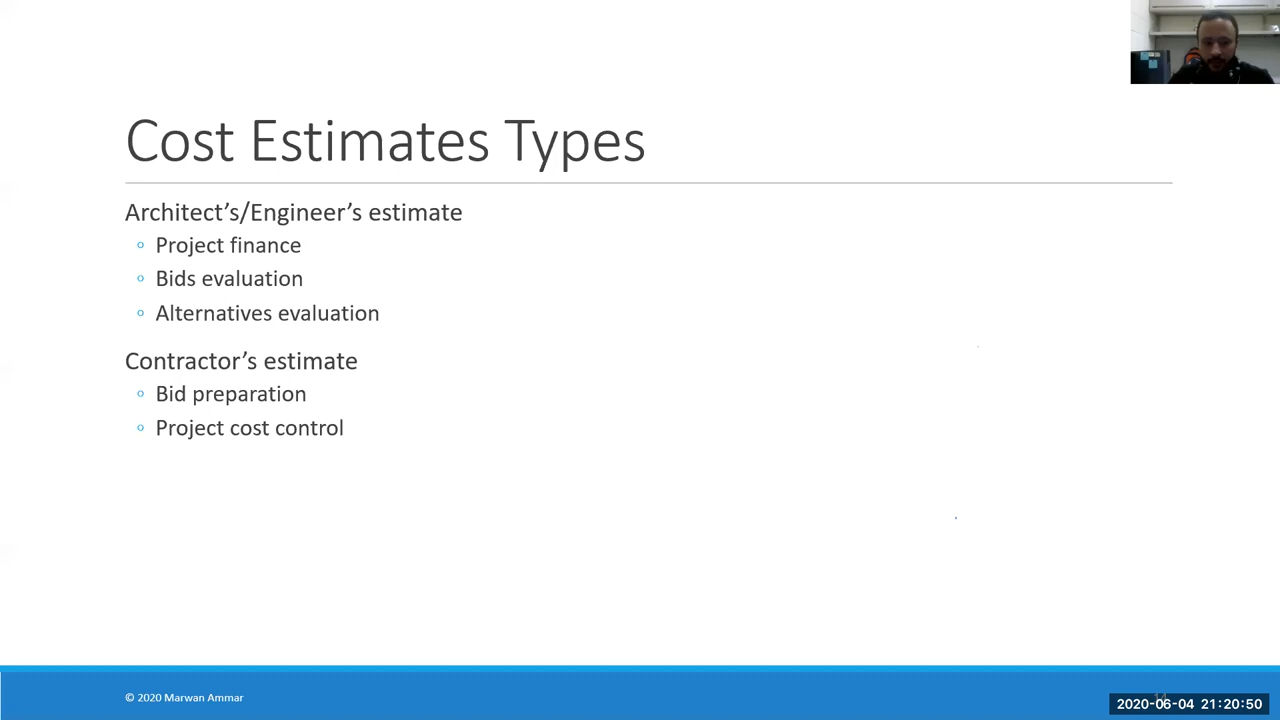 Cost Estimates Types
Architect’s/Engineer’s estimate
Project finance
Bids evaluation
Alternatives evaluation
Contractor’s estimate
Bid preparation
Project cost control
© 2020 Marwan Ammar
2020-06-04 21:20:50